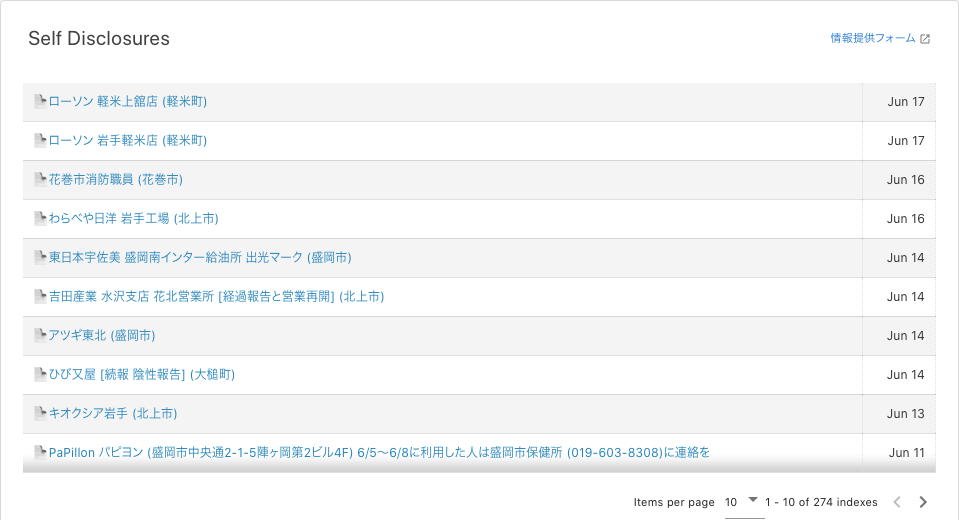 Self Disclosures
情報提供フォーム
ローソン 軽米上舘店 (軽米町) Jun 17
ローソン 岩手軽米店 (軽米町) Jun 17
花巻市消防職員 (花巻市) Jun 16
わらべや日洋 岩手工場 (北上市) Jun 16
東日本宇佐美 盛岡南インター給油所 出光マーク (盛岡市) Jun 14
吉田産業 水沢支店 花北営業所 [経過報告と営業再開] (北上市) Jun 14
アツギ東北 (盛岡市) Jun 14
ひび又屋 [続報 陰性報告] (大槌町) Jun 14
キオクシア岩手 (北上市) Jun 13
PaPillon パピヨン (盛岡市中央通2-1-5陣ヶ岡第2ビル4F) 6/5〜6/8に利用した人は盛岡市保健所 (019-603-8308)に連絡を Jun 11
Items per page 10 1 - 10 of 274 indexes